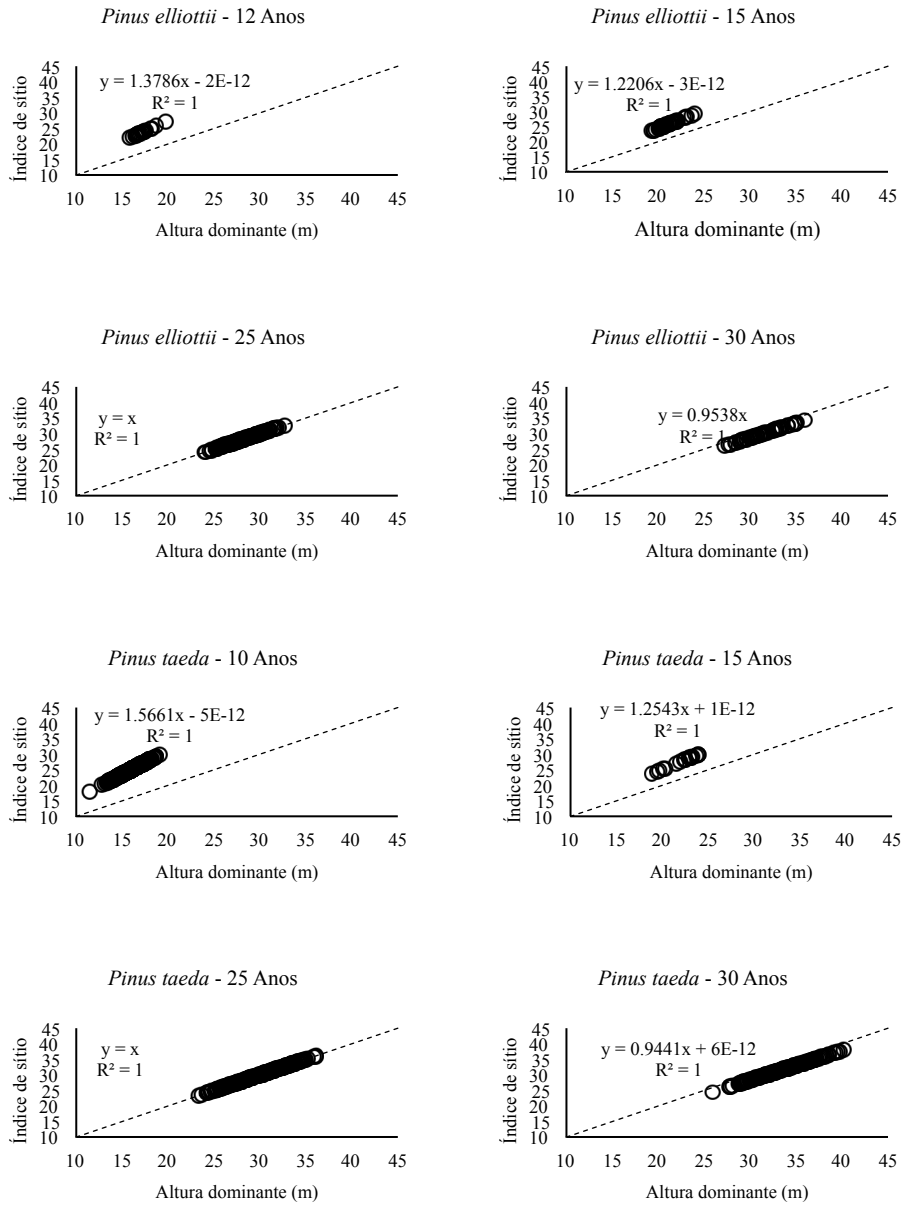 Pinus elliottii - 12 Anos
Índice de sítio
45
40
35
30
25
20
15
10
y = 1.3786x - 2E-12
R² = 1
10 15 20 25 30 35 40 45
Altura dominante (m)
Pinus elliottii - 15 Anos
Índice de sítio
45
40
35
30
25
20
15
10
y = 1.2206x - 3E-12
R² = 1
10 15 20 25 30 35 40 45
Altura dominante (m)
Pinus elliottii - 25 Anos
Índice de sítio
45
40
35
30
25
20
15
10
y = x
R² = 1
10 15 20 25 30 35 40 45
Altura dominante (m)
Pinus elliottii - 30 Anos
Índice de sítio
45
40
35
30
25
20
15
10
y = 0.9538x
R² = 1
10 15 20 25 30 35 40 45
Altura dominante (m)
Pinus taeda - 10 Anos
Índice de sítio
45
40
35
30
25
20
15
10
y = 1.5661x - 5E-12
R² = 1
10 15 20 25 30 35 40 45
Altura dominante (m)
Pinus taeda - 15 Anos
Índice de sítio
45
40
35
30
25
20
15
10
y = 1.2543x + 1E-12
R² = 1
10 15 20 25 30 35 40 45
Altura dominante (m)
Pinus taeda - 25 Anos
Índice de sítio
45
40
35
30
25
20
15
10
y = x
R² = 1
10 15 20 25 30 35 40 45
Altura dominante (m)
Pinus taeda - 30 Anos
Índice de sítio
45
40
35
30
25
20
15
10
y = 0.9441x + 6E-12
R² = 1
10 15 20 25 30 35 40 45
Altura dominante (m)